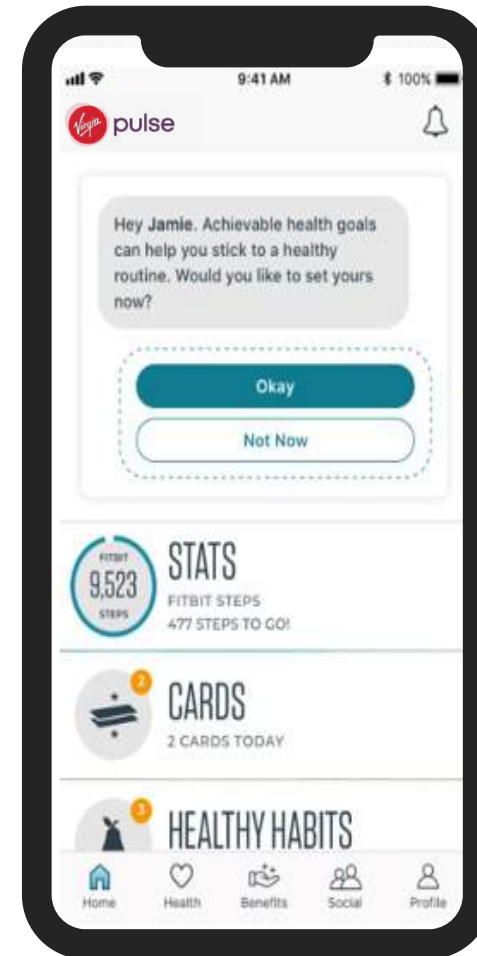 9:41 AM 100%
Virgin pulse
Hey Jamie. Achievable health goals
can help you stick to a healthy
routine. Would you like to set yours
now?
Okay
Not Now
FITBIT
9,523
STEPS
STATS
FITBIT STEPS
477 STEPS TO GO!
2
CARDS
2 CARDS TODAY
3
HEALTHY HABITS
Home Health Benefits Social Profile